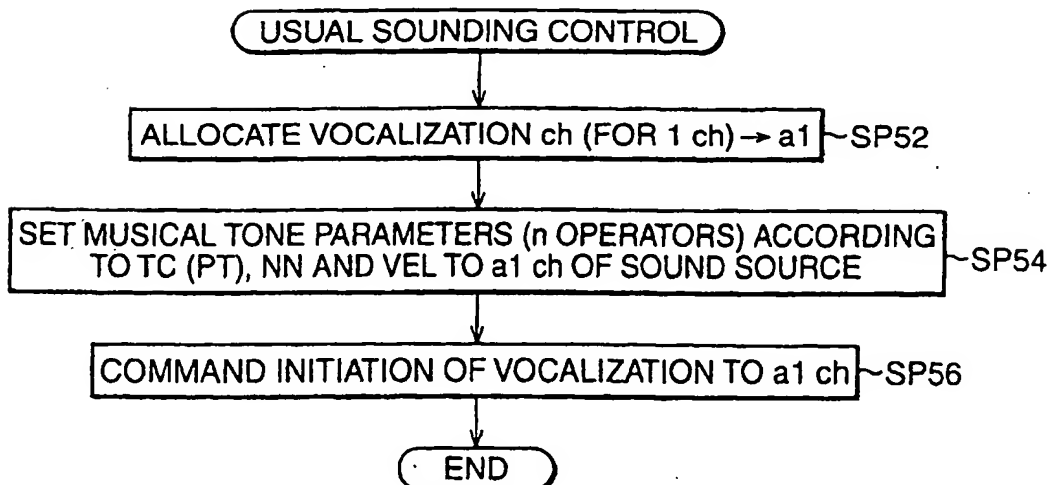 USUAL SOUNDING CONTROL
ALLOCATE VOCALIZATION ch (FOR 1 ch) → a1
SP52
SET MUSICAL TONE PARAMETERS (n OPERATORS) ACCORDING
TO TC (PT), NN AND VEL TO a1 ch OF SOUND SOURCE
SP54
COMMAND INITIATION OF VOCALIZATION TO a1 ch
SP56
END